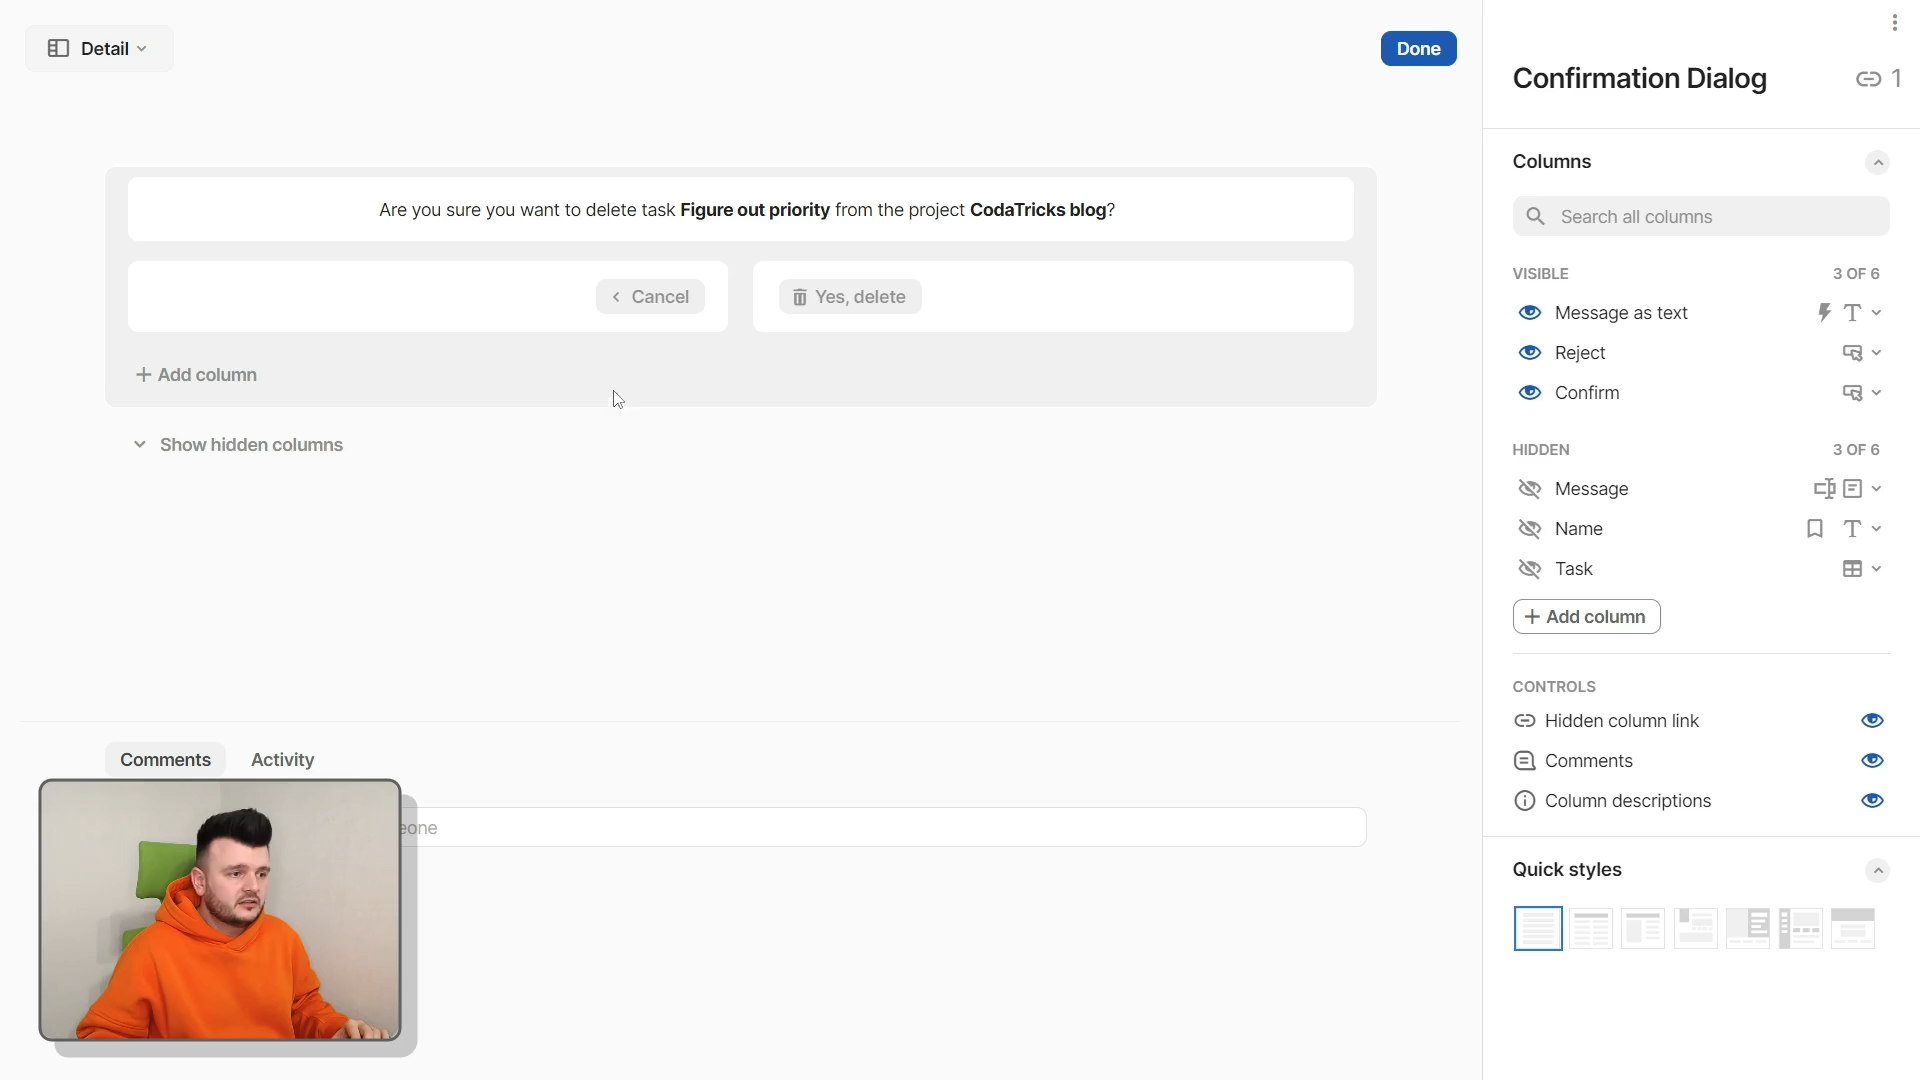 Detail
Done
Are you sure you want to delete task Figure out priority from the project CodaTricks blog?
Cancel
Yes, delete
+ Add column
Show hidden columns
Comments
Activity
Confirmation Dialog
1
Columns
Search all columns
VISIBLE 3 OF 6
Message as text
Reject
Confirm
HIDDEN 3 OF 6
Message
Name
Task
+ Add column
CONTROLS
Hidden column link
Comments
Column descriptions
Quick styles